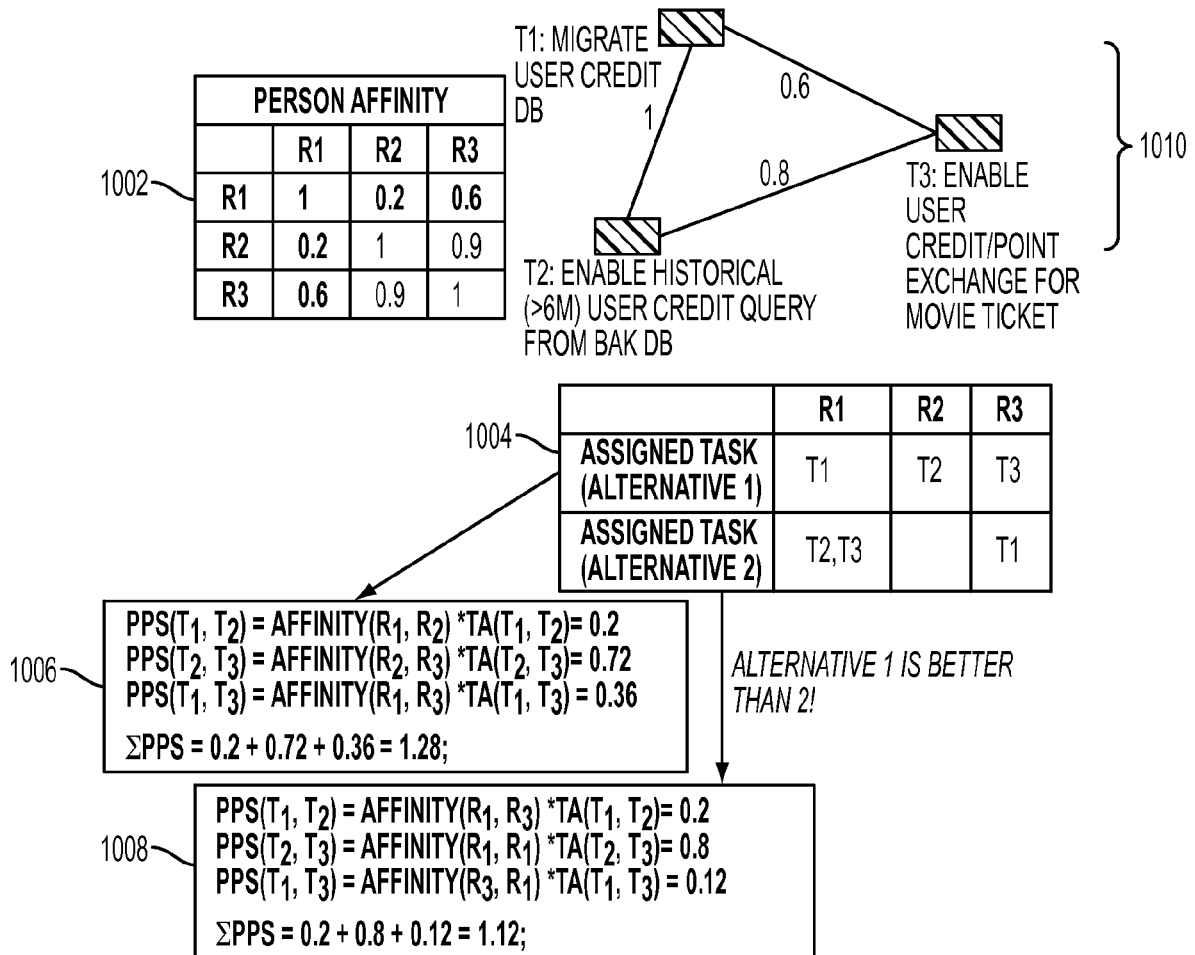 T1: MIGRATE
USER CREDIT
DB
1
0.6
0.8
1010
T3: ENABLE
USER
CREDIT/POINT
EXCHANGE FOR
MOVIE TICKET
T2: ENABLE HISTORICAL
(>6M) USER CREDIT QUERY
FROM BAK DB
1002
PERSON AFFINITY
R1 R2 R3
R1 1 0.2 0.6
R2 0.2 1 0.9
R3 0.6 0.9 1
1004
R1 R2 R3
ASSIGNED TASK
(ALTERNATIVE 1) T1 T2 T3
ASSIGNED TASK
(ALTERNATIVE 2) T2,T3 T1
1006
PPS(T1, T2) = AFFINITY(R1, R2) *TA(T1, T2)= 0.2
PPS(T2, T3) = AFFINITY(R2, R3) *TA(T2, T3)= 0.72
PPS(T1, T3) = AFFINITY(R1, R3) *TA(T1, T3) = 0.36
ΣPPS = 0.2 + 0.72 + 0.36 = 1.28;
ALTERNATIVE 1 IS BETTER
THAN 2!
1008
PPS(T1, T2) = AFFINITY(R1, R3) *TA(T1, T2)= 0.2
PPS(T2, T3) = AFFINITY(R1, R1) *TA(T2, T3)= 0.8
PPS(T1, T3) = AFFINITY(R3, R1) *TA(T1, T3) = 0.12
ΣPPS = 0.2 + 0.8 + 0.12 = 1.12;